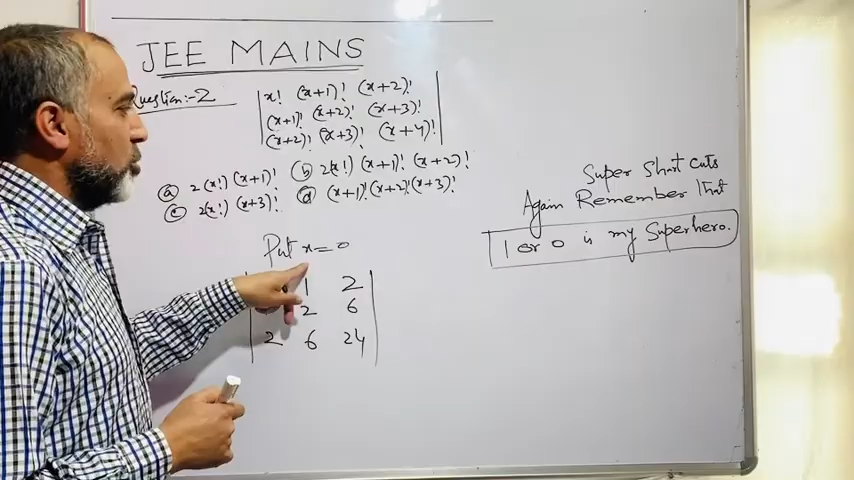 JEE MAINS
Question:-2
x! (x+1)! (x+2)!
(x+1)! (x+2)! (x+3)!
(x+2)! (x+3)! (x+4)!
(a) 2(x!) (x+1)! (b) 2(x!) (x+1)! (x+2)!
(c) 2(x!) (x+3)! (d) (x+1)! (x+2)! (x+3)!
Put x=0
1 2
2 6
2 6 24
Super Short cuts
Again Remember that
1 or 0 is my Superhero.